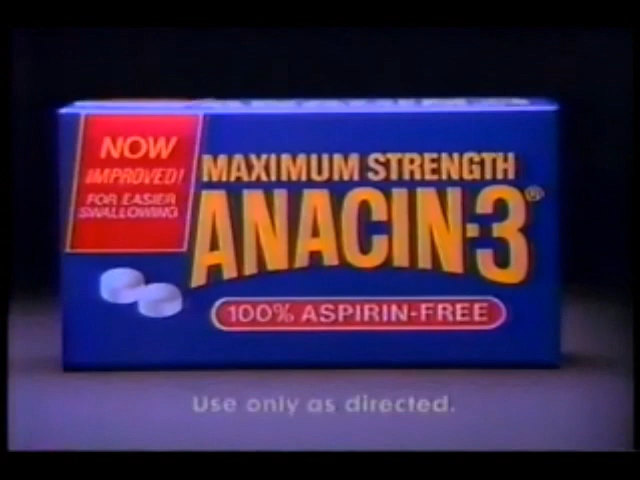 NOW
IMPROVED!
FOR EASIER
SWALLOWING
MAXIMUM STRENGTH
ANACIN-3®
100% ASPIRIN-FREE
Use only as directed.